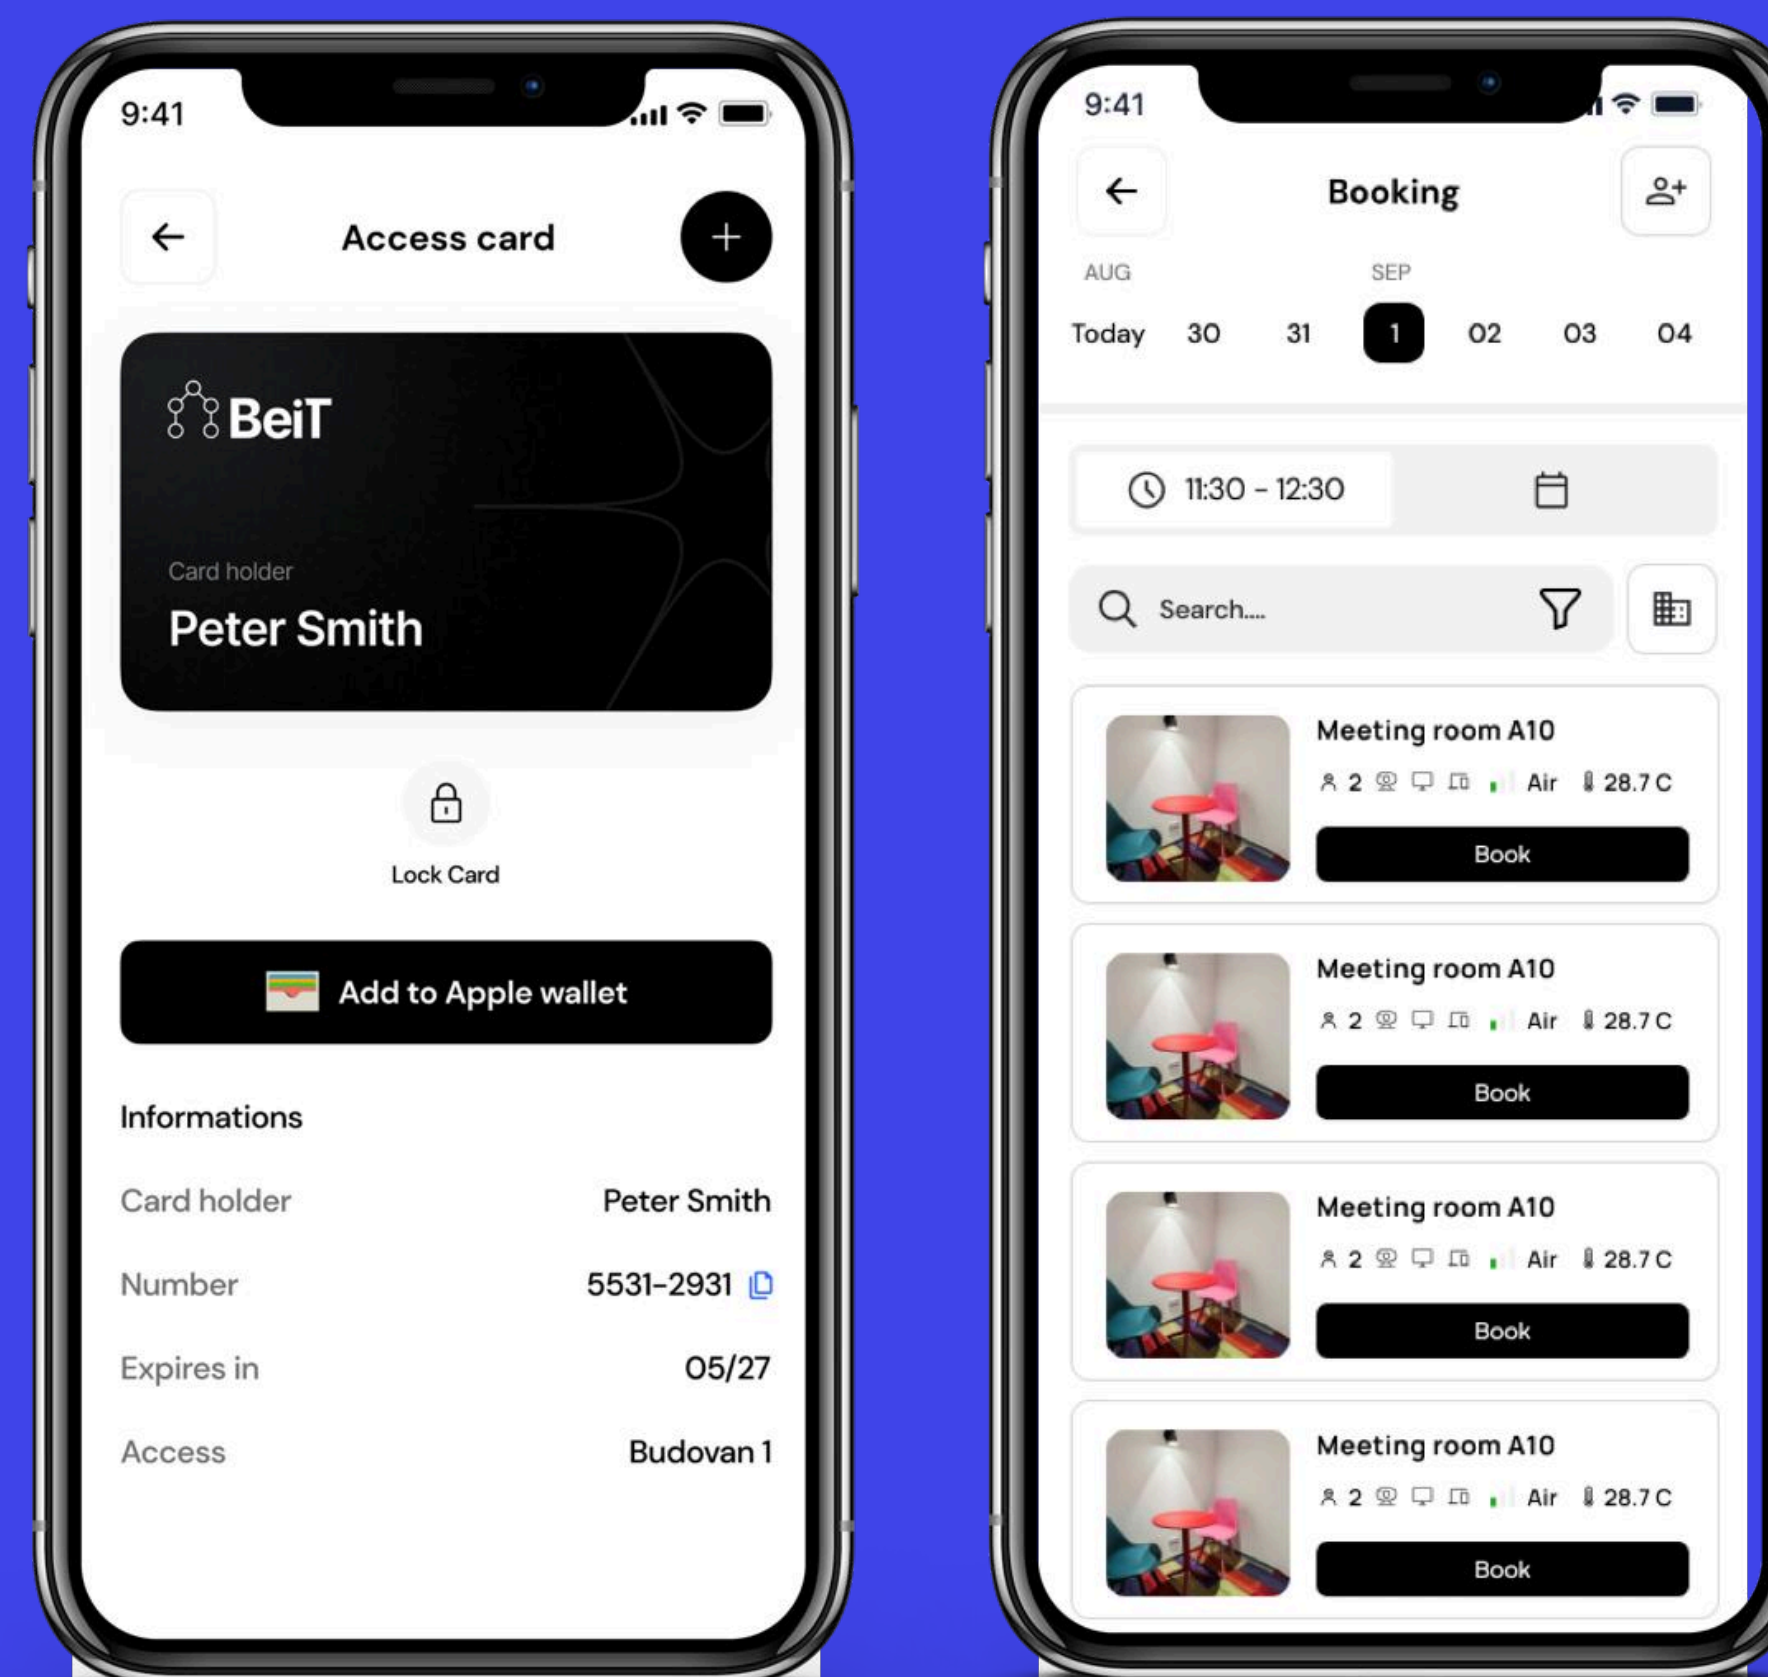 9:41
Access card
BeiT
Card holder
Peter Smith
Lock Card
Add to Apple wallet
Informations
Card holder Peter Smith
Number 5531-2931
Expires in 05/27
Access Budovan 1
9:41
Booking
AUG SEP
Today 30 31 1 02 03 04
11:30 - 12:30
Search....
Meeting room A10
2 Air 28.7 C
Book
Meeting room A10
2 Air 28.7 C
Book
Meeting room A10
2 Air 28.7 C
Book
Meeting room A10
2 Air 28.7 C
Book